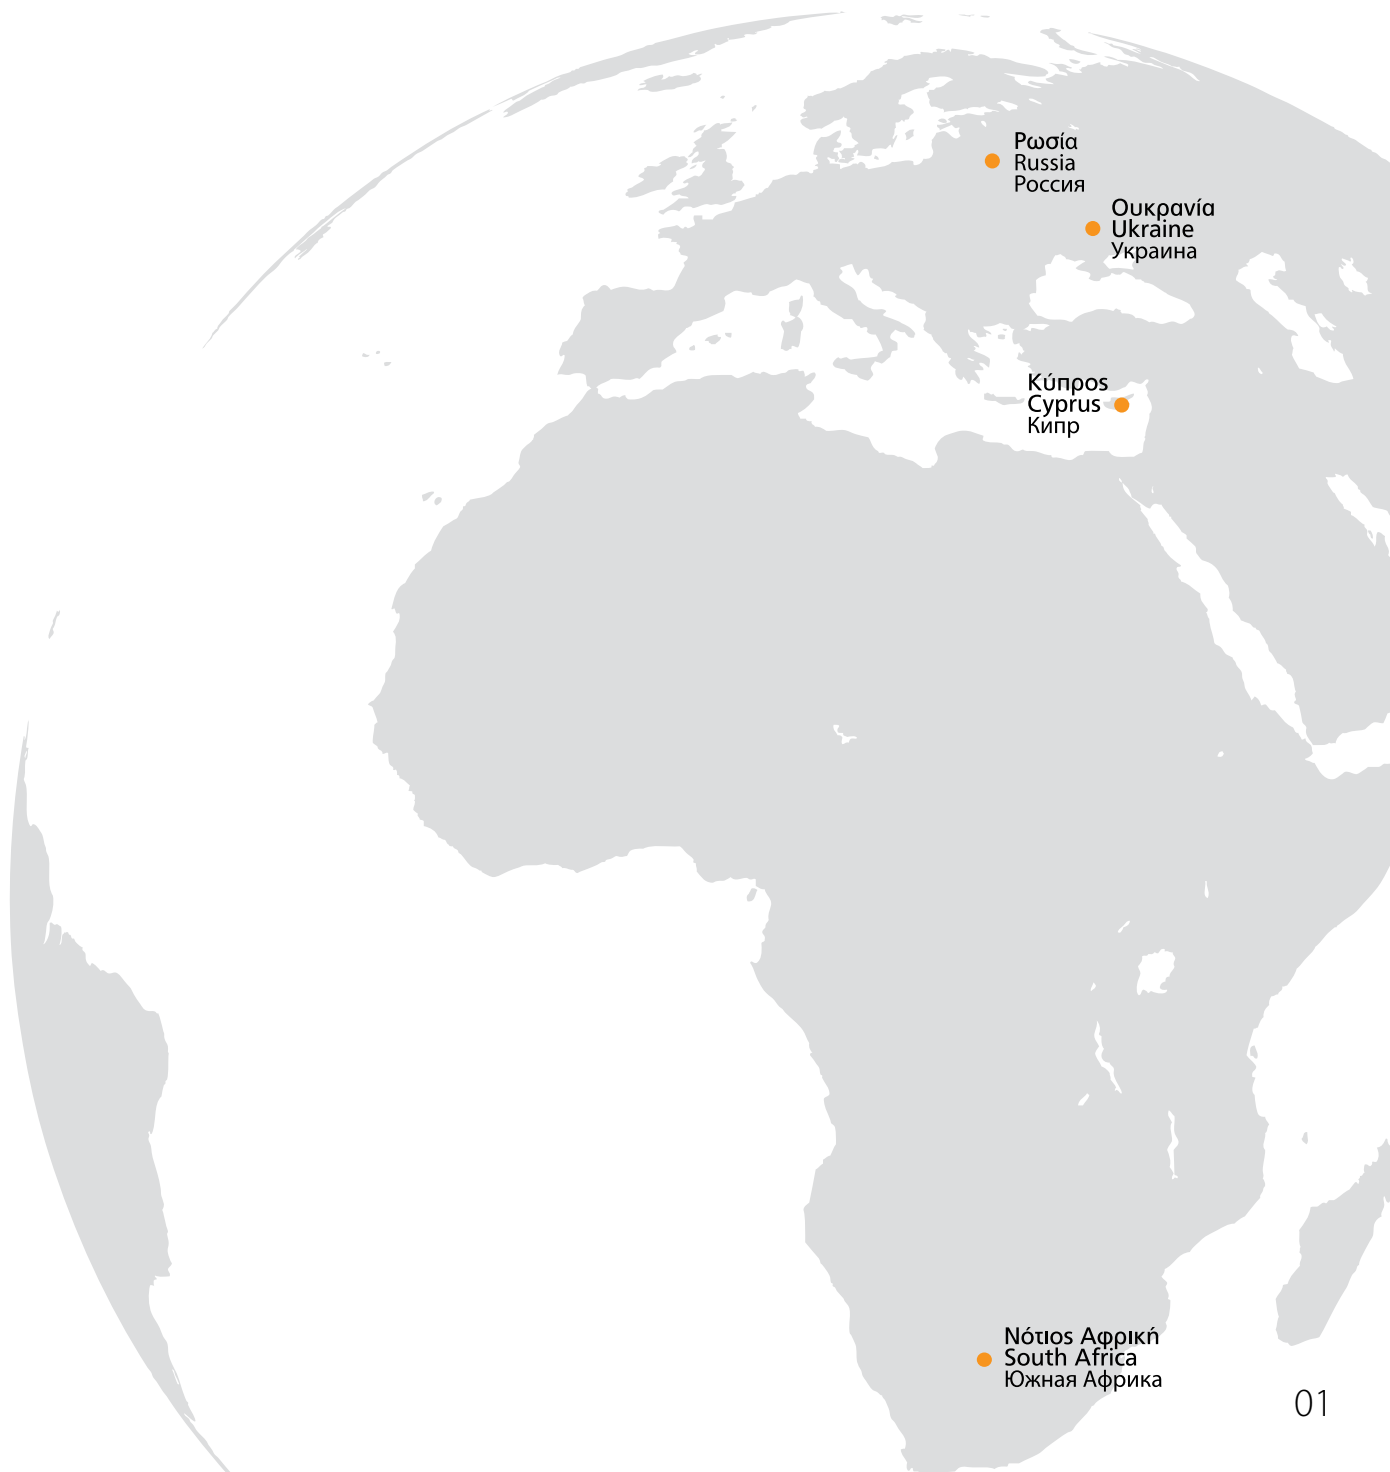 Ρωσία
Russia
Россия
Ουκρανία
Ukraine
Украина
Κύπρος
Cyprus
Кипр
Νότιος Αφρική
South Africa
Южная Африка
01